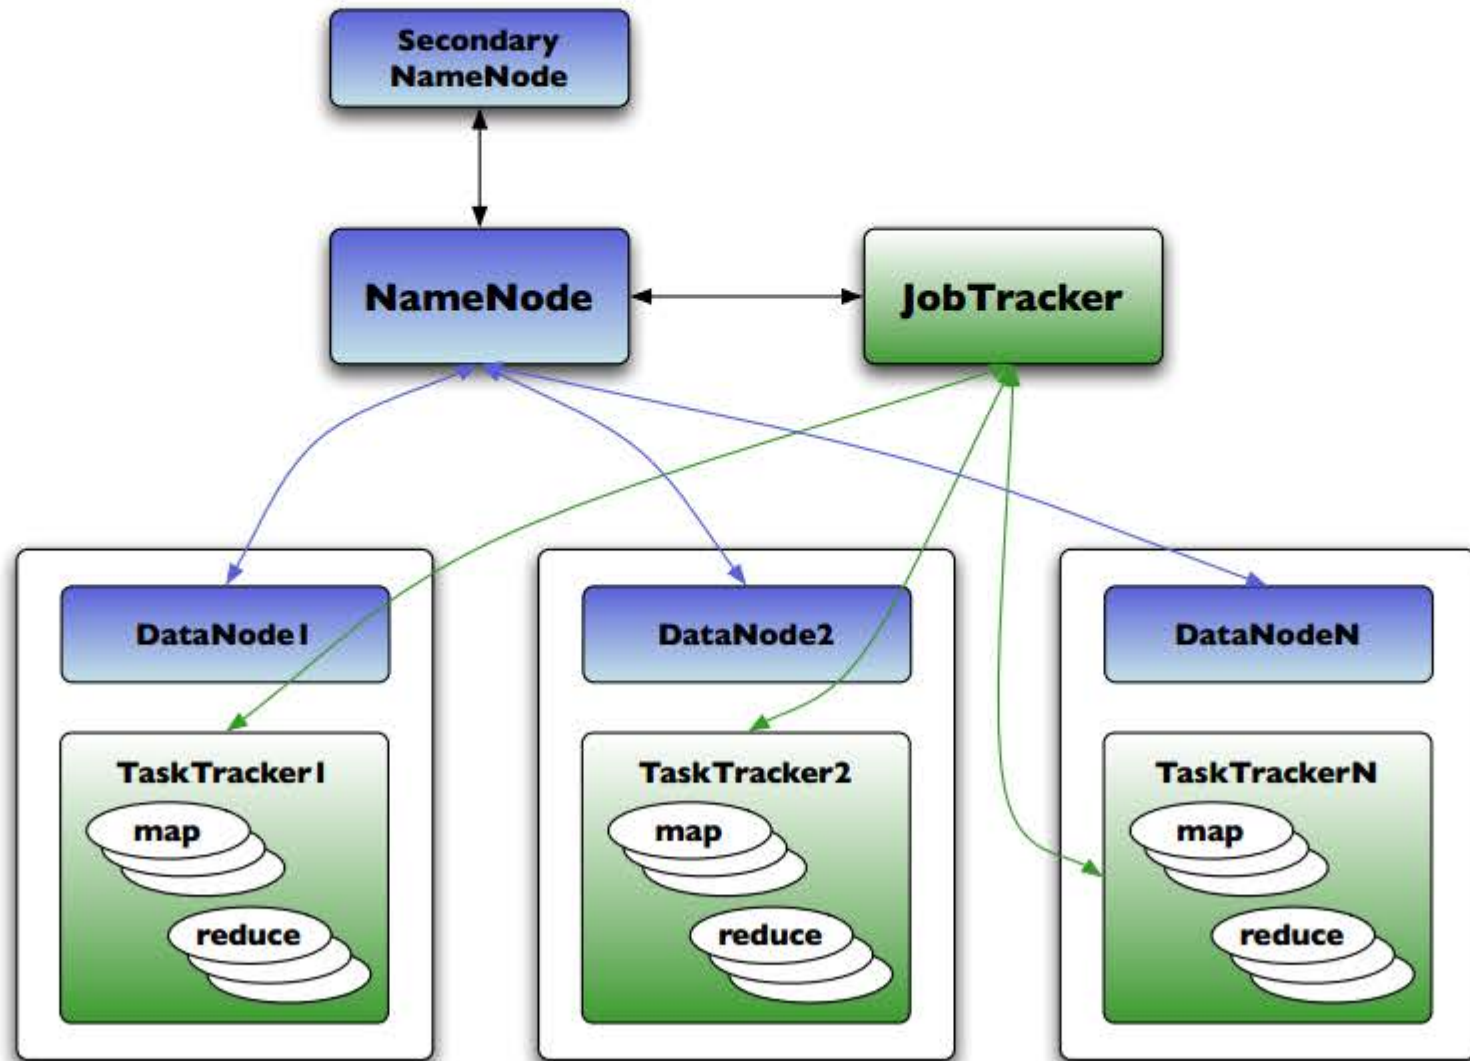 Secondary
NameNode
NameNode
JobTracker
DataNode1
DataNode2
DataNodeN
TaskTracker1
TaskTracker2
TaskTrackerN
map
map
map
reduce
reduce
reduce